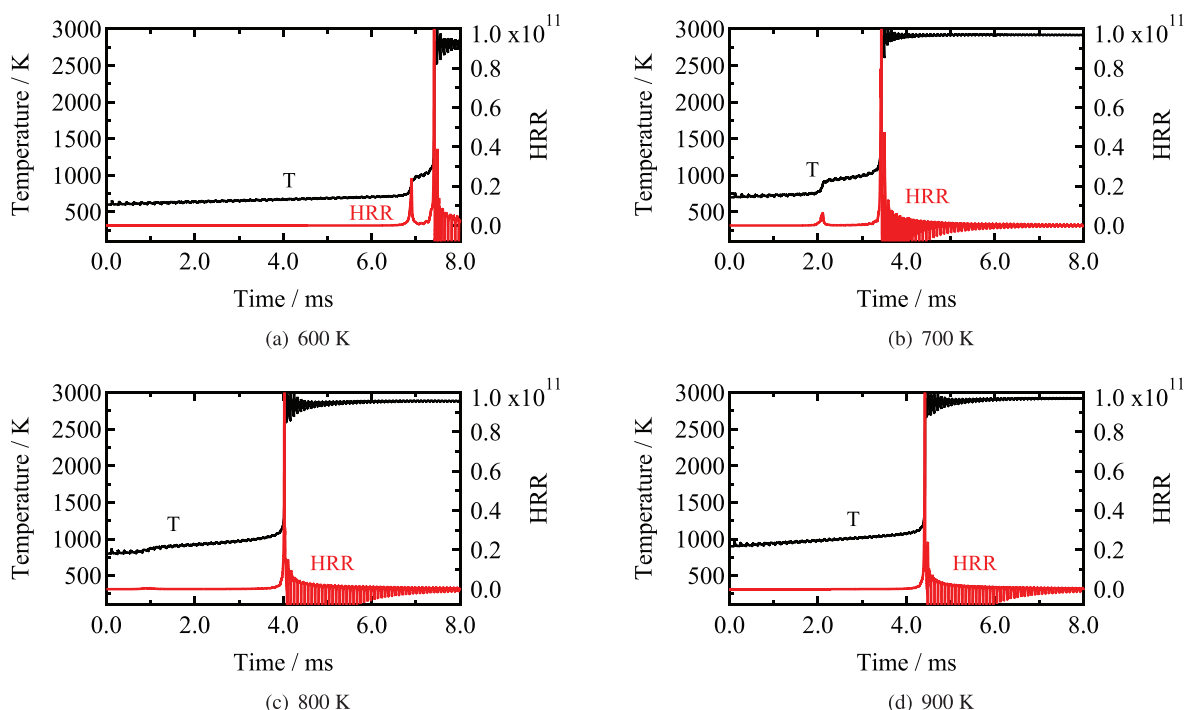 3000
2500
2000
1500
1000
500
Temperature / K
1.0 x10^11
0.8
0.6
0.4
0.2
0.0
HRR
T
HRR
0.0 2.0 4.0 6.0 8.0
Time / ms
(a) 600 K
3000
2500
2000
1500
1000
500
Temperature / K
1.0 x10^11
0.8
0.6
0.4
0.2
0.0
HRR
T
HRR
0.0 2.0 4.0 6.0 8.0
Time / ms
(b) 700 K
3000
2500
2000
1500
1000
500
Temperature / K
1.0 x10^11
0.8
0.6
0.4
0.2
0.0
HRR
T
HRR
0.0 2.0 4.0 6.0 8.0
Time / ms
(c) 800 K
3000
2500
2000
1500
1000
500
Temperature / K
1.0 x10^11
0.8
0.6
0.4
0.2
0.0
HRR
T
HRR
0.0 2.0 4.0 6.0 8.0
Time / ms
(d) 900 K